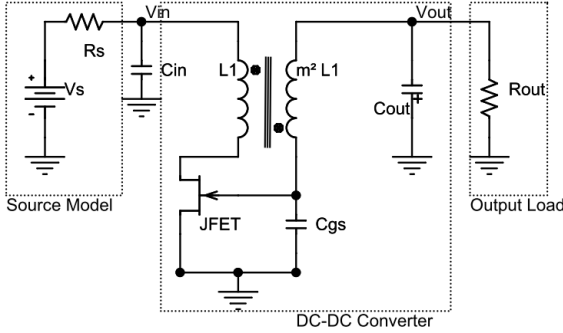 Vin
Vout
Rs
L1
m² L1
Cin
+
Vs
-
Cout
+
Rout
Source Model
JFET
Cgs
Output Load
DC-DC Converter